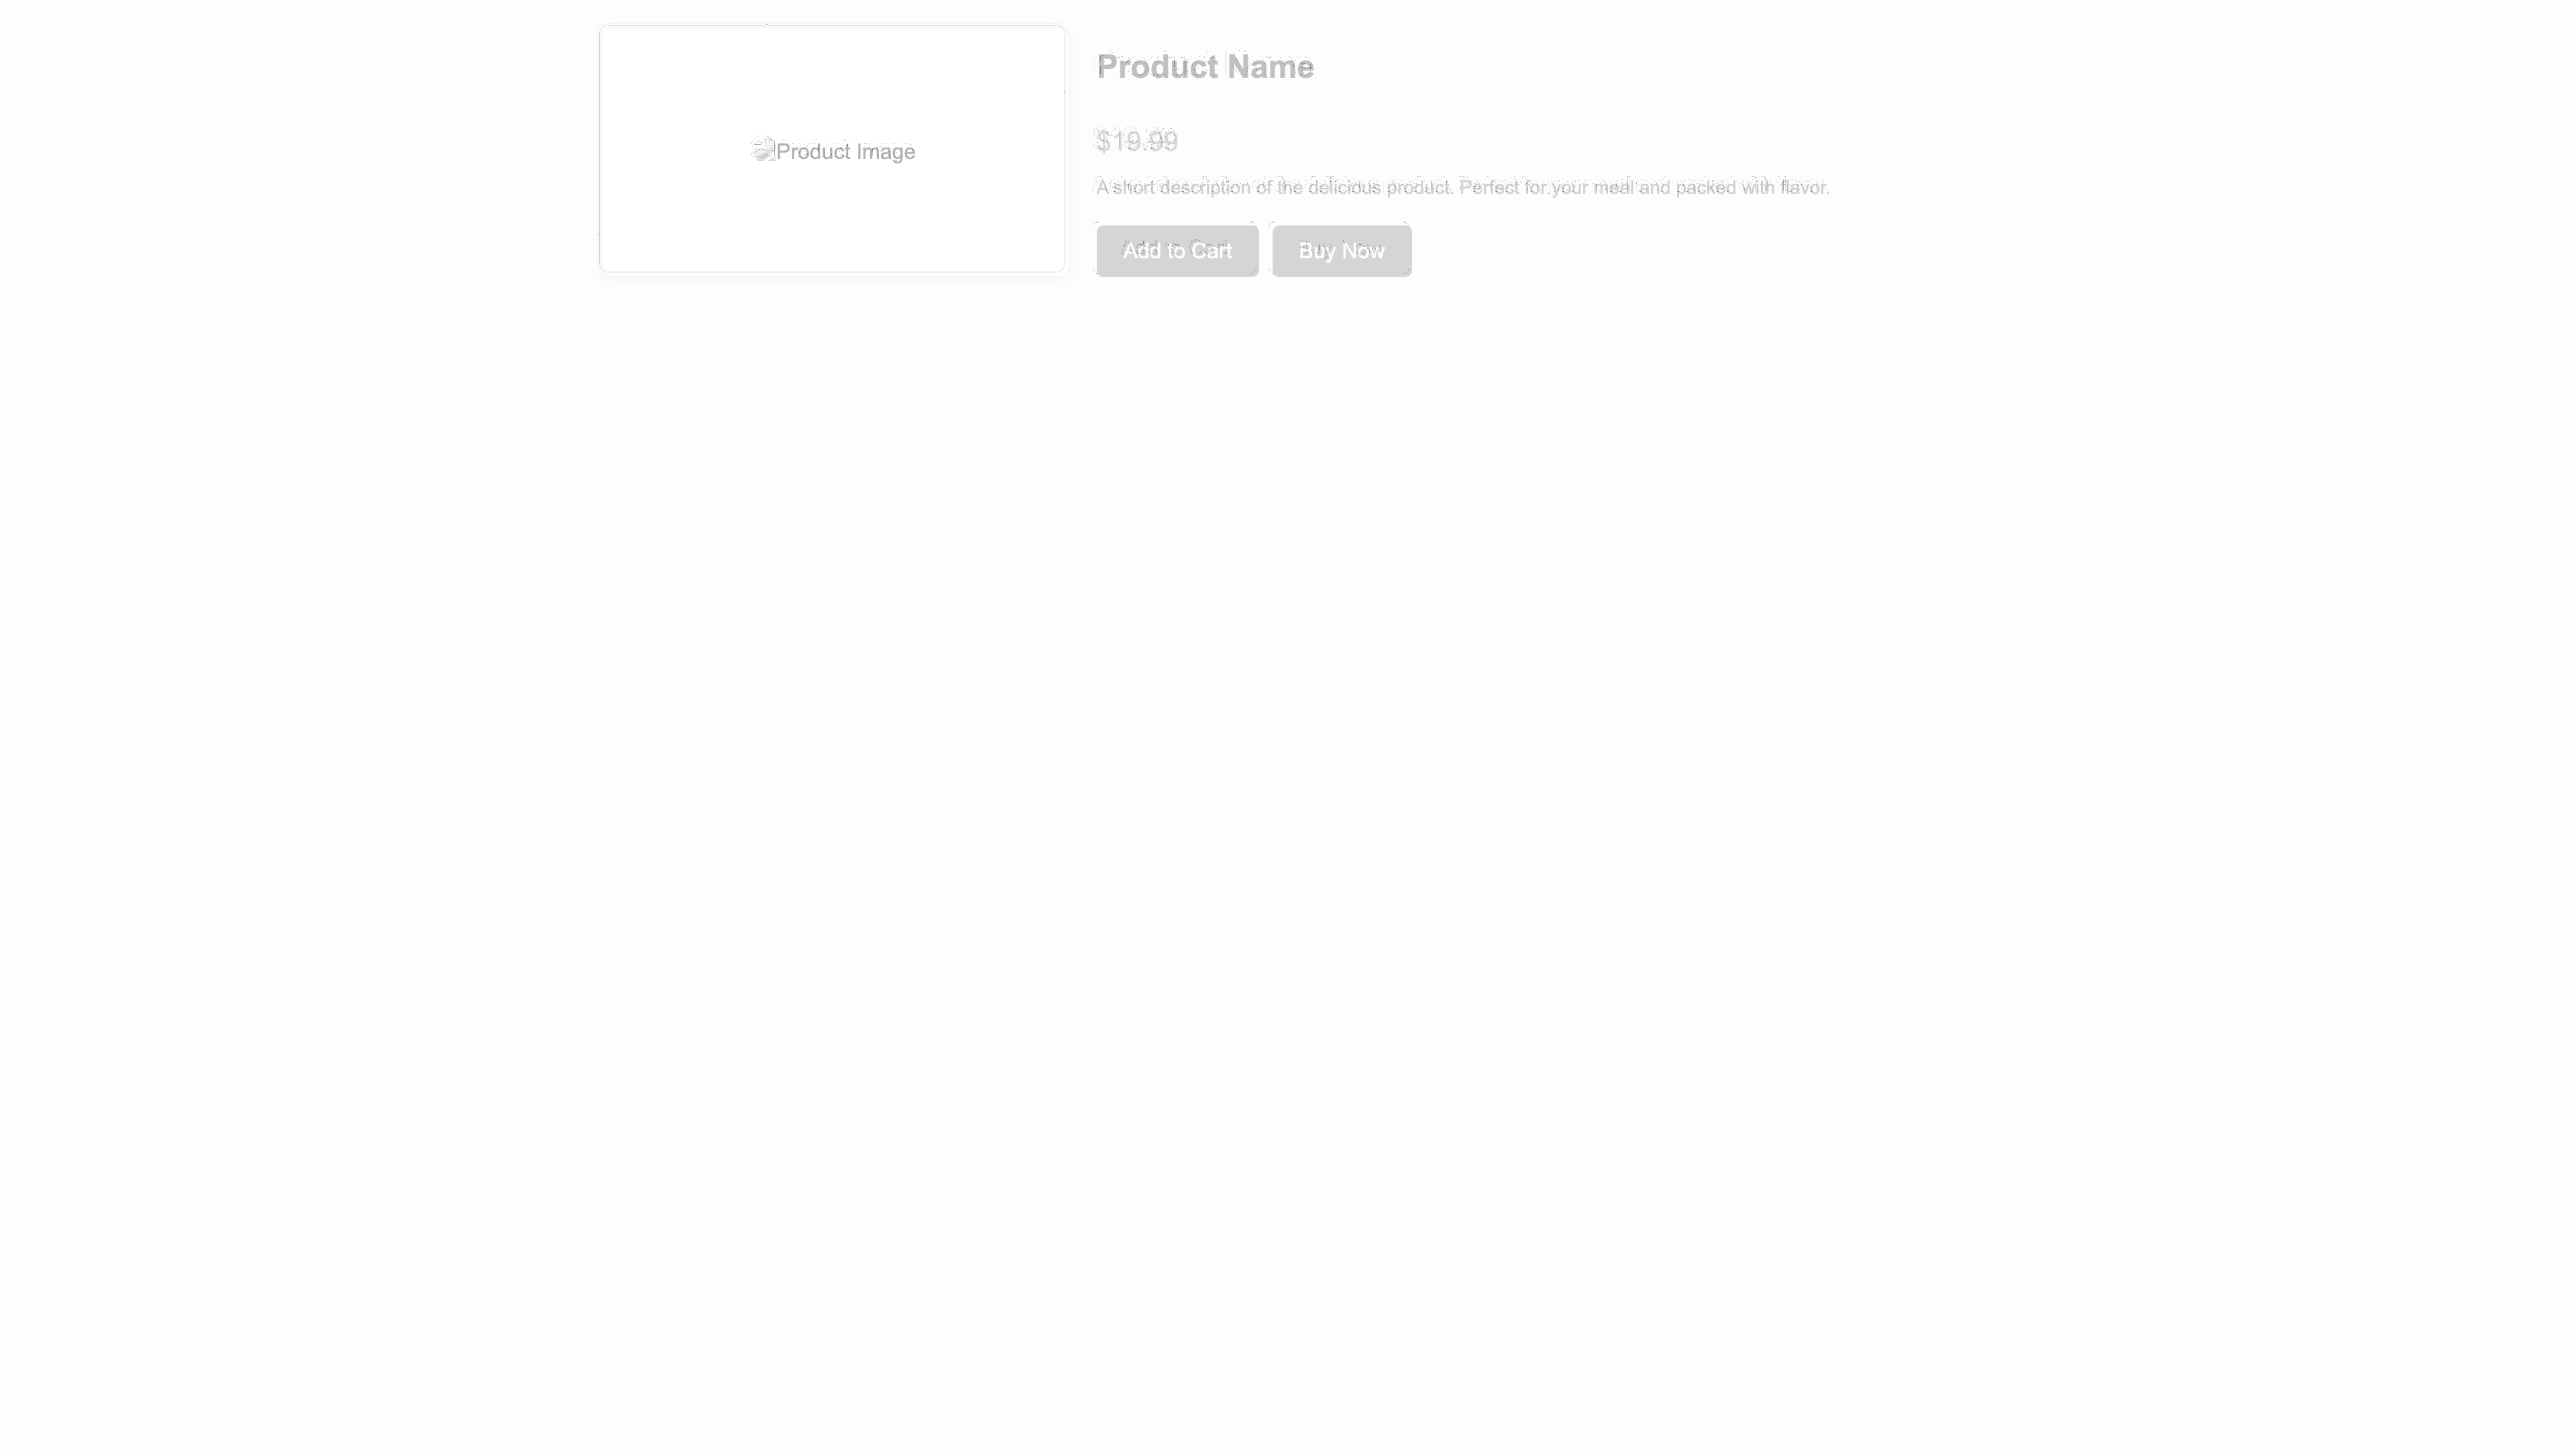 Product Image
Product Name
$19.99
A short description of the delicious product. Perfect for your meal and packed with flavor.
Add to Cart
Buy Now